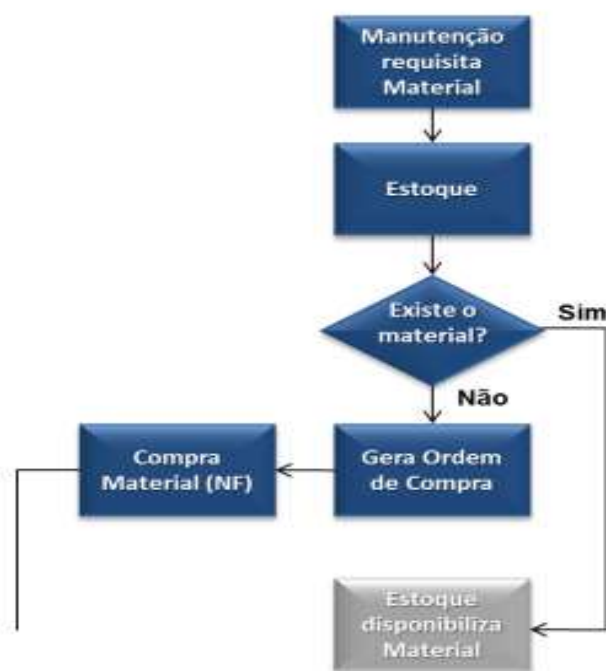 Manutenção
requisita
Material
Estoque
Existe o
material?
Sim
Não
Compra
Material (NF)
Gera Ordem
de Compra
Estoque
disponibiliza
Material